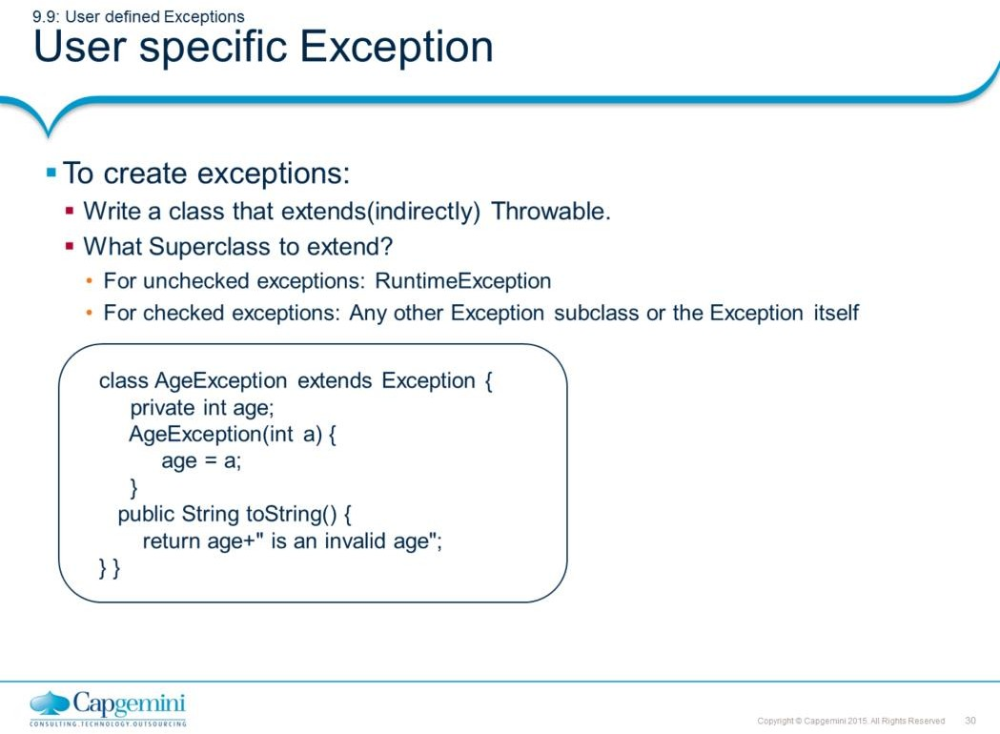 9.9: User defined Exceptions
User specific Exception
To create exceptions:
Write a class that extends(indirectly) Throwable.
What Superclass to extend?
For unchecked exceptions: RuntimeException
For checked exceptions: Any other Exception subclass or the Exception itself
class AgeException extends Exception {
private int age;
AgeException(int a) {
age = a;
}
public String toString() {
return age+" is an invalid age";
} }
Capgemini
CONSULTING.TECHNOLOGY.OUTSOURCING
Copyright © Capgemini 2015. All Rights Reserved 30